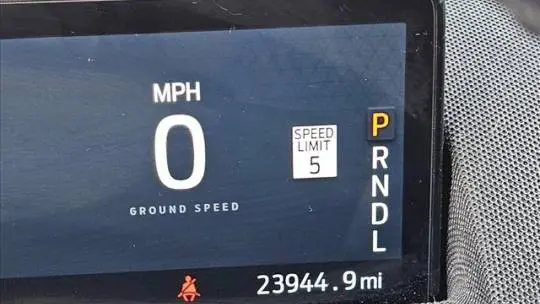 MPH
0
GROUND SPEED
SPEED
LIMIT
5
P
R
N
D
L
23944.9mi